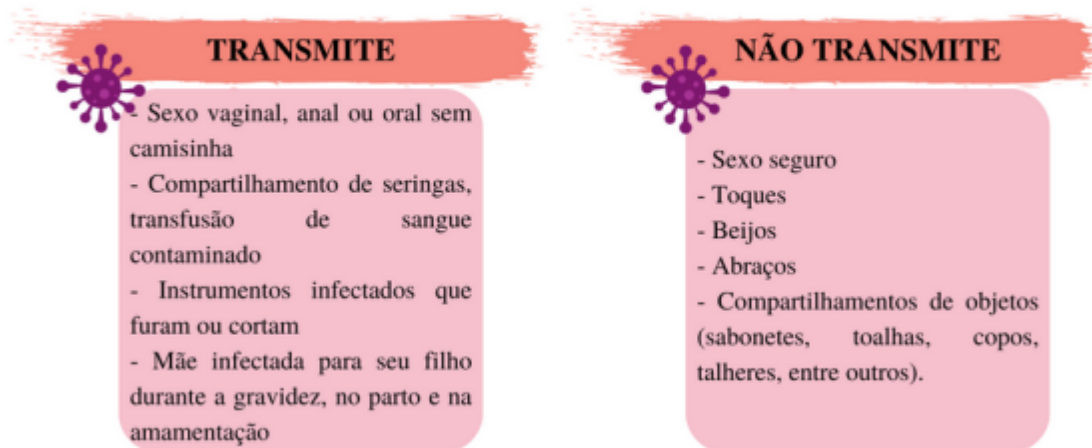 TRANSMITE
- Sexo vaginal, anal ou oral sem
camisinha
- Compartilhamento de seringas,
transfusão de sangue
contaminado
- Instrumentos infectados que
furam ou cortam
- Mãe infectada para seu filho
durante a gravidez, no parto e na
amamentação
NÃO TRANSMITE
- Sexo seguro
- Toques
- Beijos
- Abraços
- Compartilhamentos de objetos
(sabonetes, toalhas, copos,
talheres, entre outros).